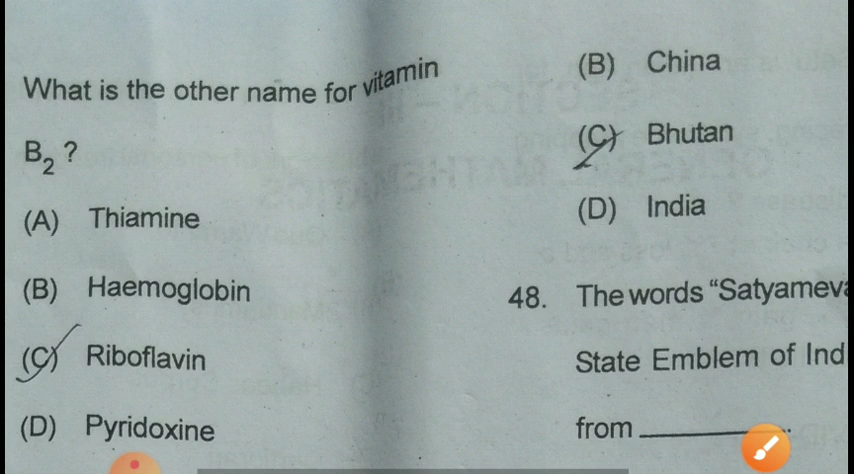 What is the other name for vitamin
B₂ ?
(A) Thiamine
(B) Haemoglobin
(C) Riboflavin
(D) Pyridoxine
(B) China
(C) Bhutan
(D) India
48. The words “Satyameva
State Emblem of Ind
from ______.